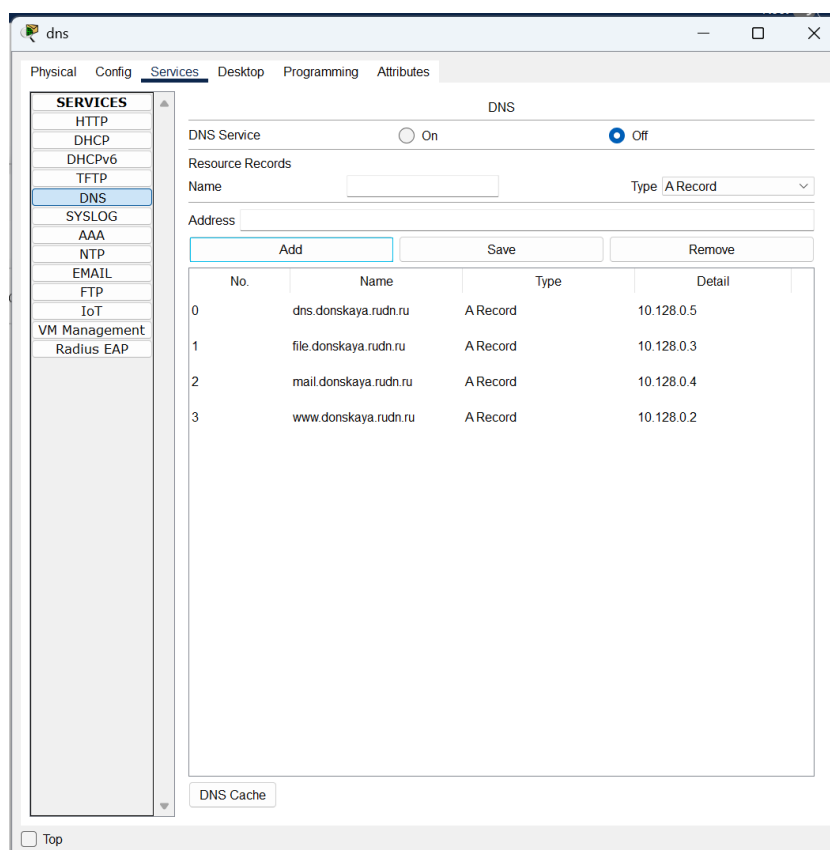 dns
Physical Config Services Desktop Programming Attributes
SERVICES
HTTP
DHCP
DHCPv6
TFTP
DNS
SYSLOG
AAA
NTP
EMAIL
FTP
IoT
VM Management
Radius EAP
DNS
DNS Service On Off
Resource Records
Name Type A Record
Address
Add Save Remove
No. Name Type Detail
0 dns.donskaya.rudn.ru A Record 10.128.0.5
1 file.donskaya.rudn.ru A Record 10.128.0.3
2 mail.donskaya.rudn.ru A Record 10.128.0.4
3 www.donskaya.rudn.ru A Record 10.128.0.2
DNS Cache
Top